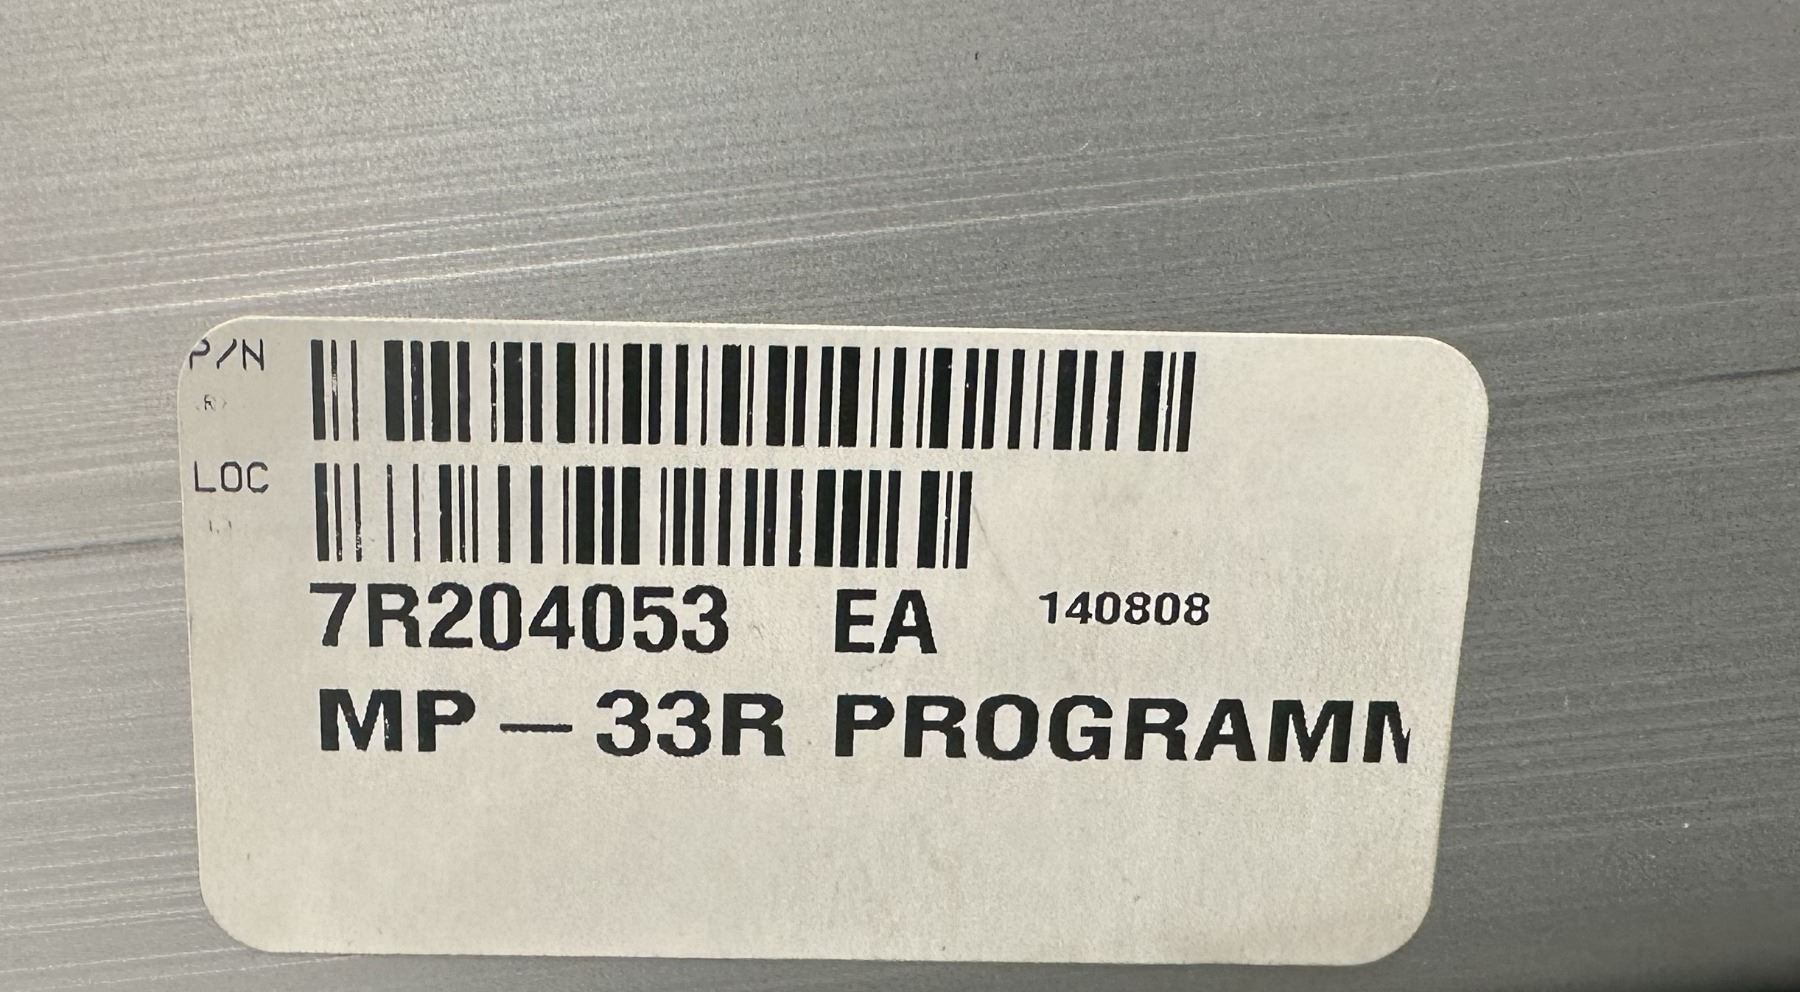 P/N
(R)
LOC
7R204053 EA 140808
MP-33R PROGRAMM